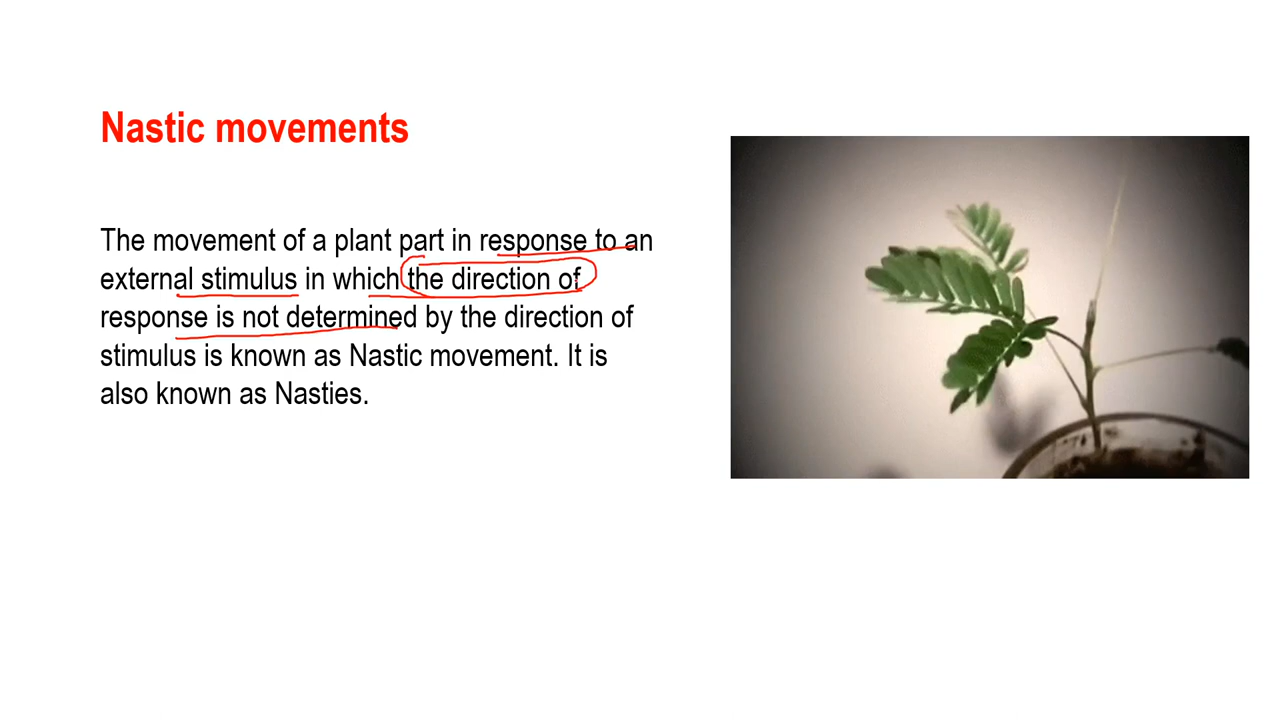 Nastic movements
The movement of a plant part in response to an
external stimulus in which the direction of
response is not determined by the direction of
stimulus is known as Nastic movement. It is
also known as Nasties.